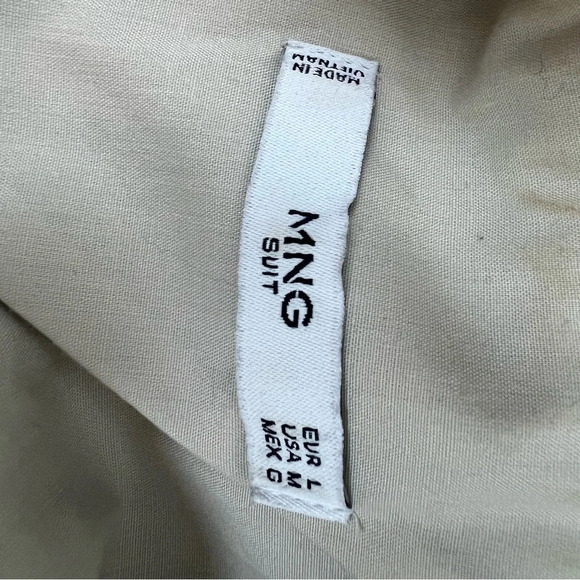 MADE IN
VIETNAM
MNG
SUIT
EUR L
USA M
MEX G